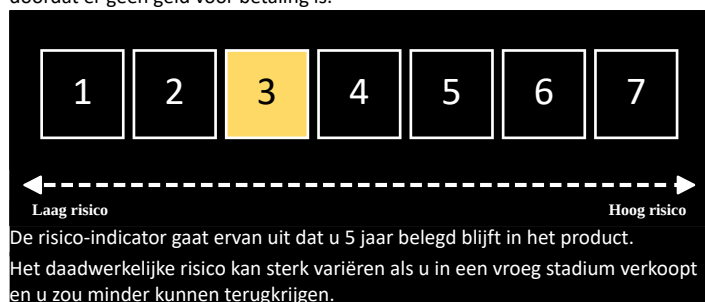 doordat er geen geld voor betaling is.
1 2 3 4 5 6 7
Laag risico Hoog risico
De risico-indicator gaat ervan uit dat u 5 jaar belegd blijft in het product.
Het daadwerkelijke risico kan sterk variëren als u in een vroeg stadium verkoopt
en u zou minder kunnen terugkrijgen.